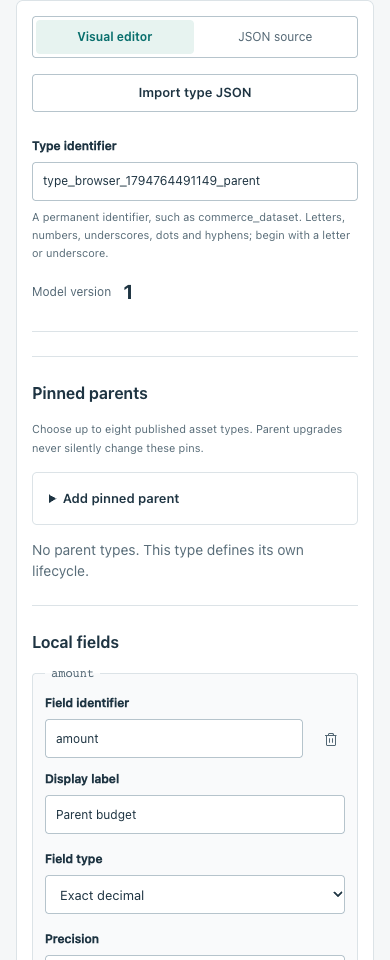 Visual editor
JSON source
Import type JSON
Type identifier
type_browser_1794764491149_parent
A permanent identifier, such as commerce_dataset. Letters,
numbers, underscores, dots and hyphens; begin with a letter
or underscore.
Model version 1
Pinned parents
Choose up to eight published asset types. Parent upgrades
never silently change these pins.
Add pinned parent
No parent types. This type defines its own
lifecycle.
Local fields
amount
Field identifier
amount
Display label
Parent budget
Field type
Exact decimal
Precision